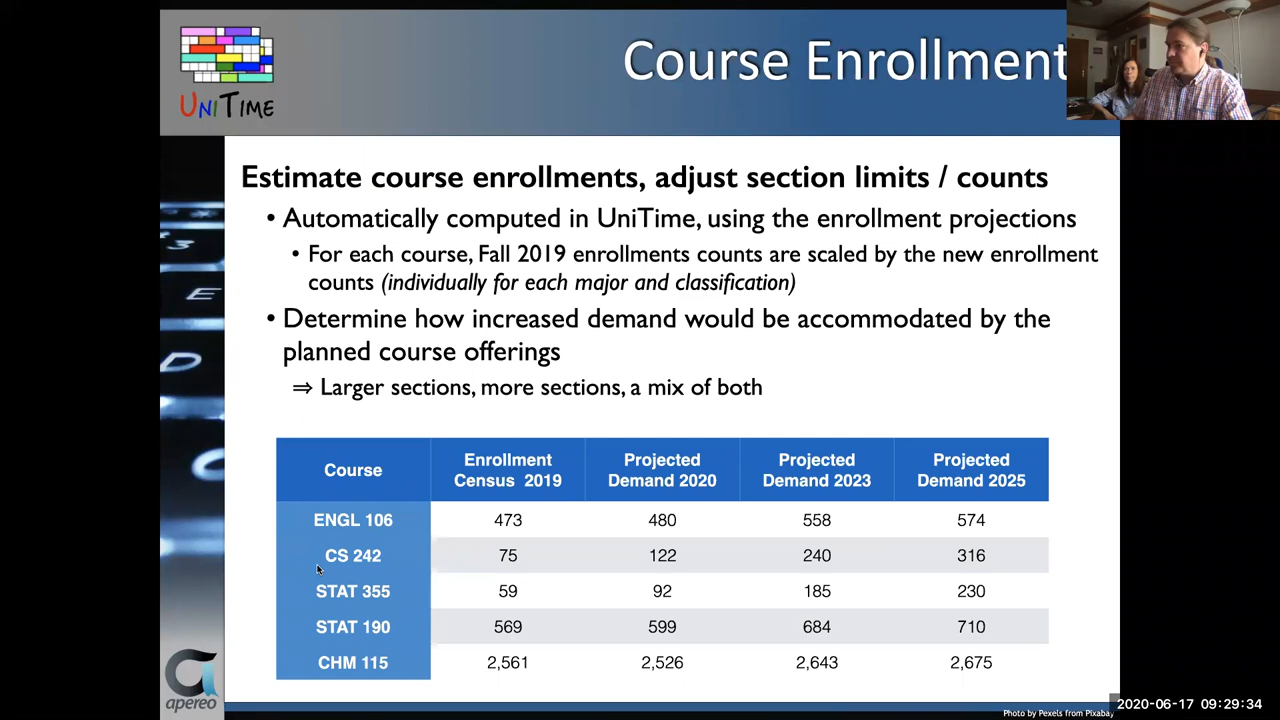 UniTime
Course Enrollment
Estimate course enrollments, adjust section limits / counts
• Automatically computed in UniTime, using the enrollment projections
• For each course, Fall 2019 enrollments counts are scaled by the new enrollment
counts (individually for each major and classification)
• Determine how increased demand would be accommodated by the
planned course offerings
⇒ Larger sections, more sections, a mix of both
Course Enrollment Census 2019 Projected Demand 2020 Projected Demand 2023 Projected Demand 2025
ENGL 106 473 480 558 574
CS 242 75 122 240 316
STAT 355 59 92 185 230
STAT 190 569 599 684 710
CHM 115 2,561 2,526 2,643 2,675
apereo
2020-06-17 09:29:34
Photo by Pexels from Pixabay